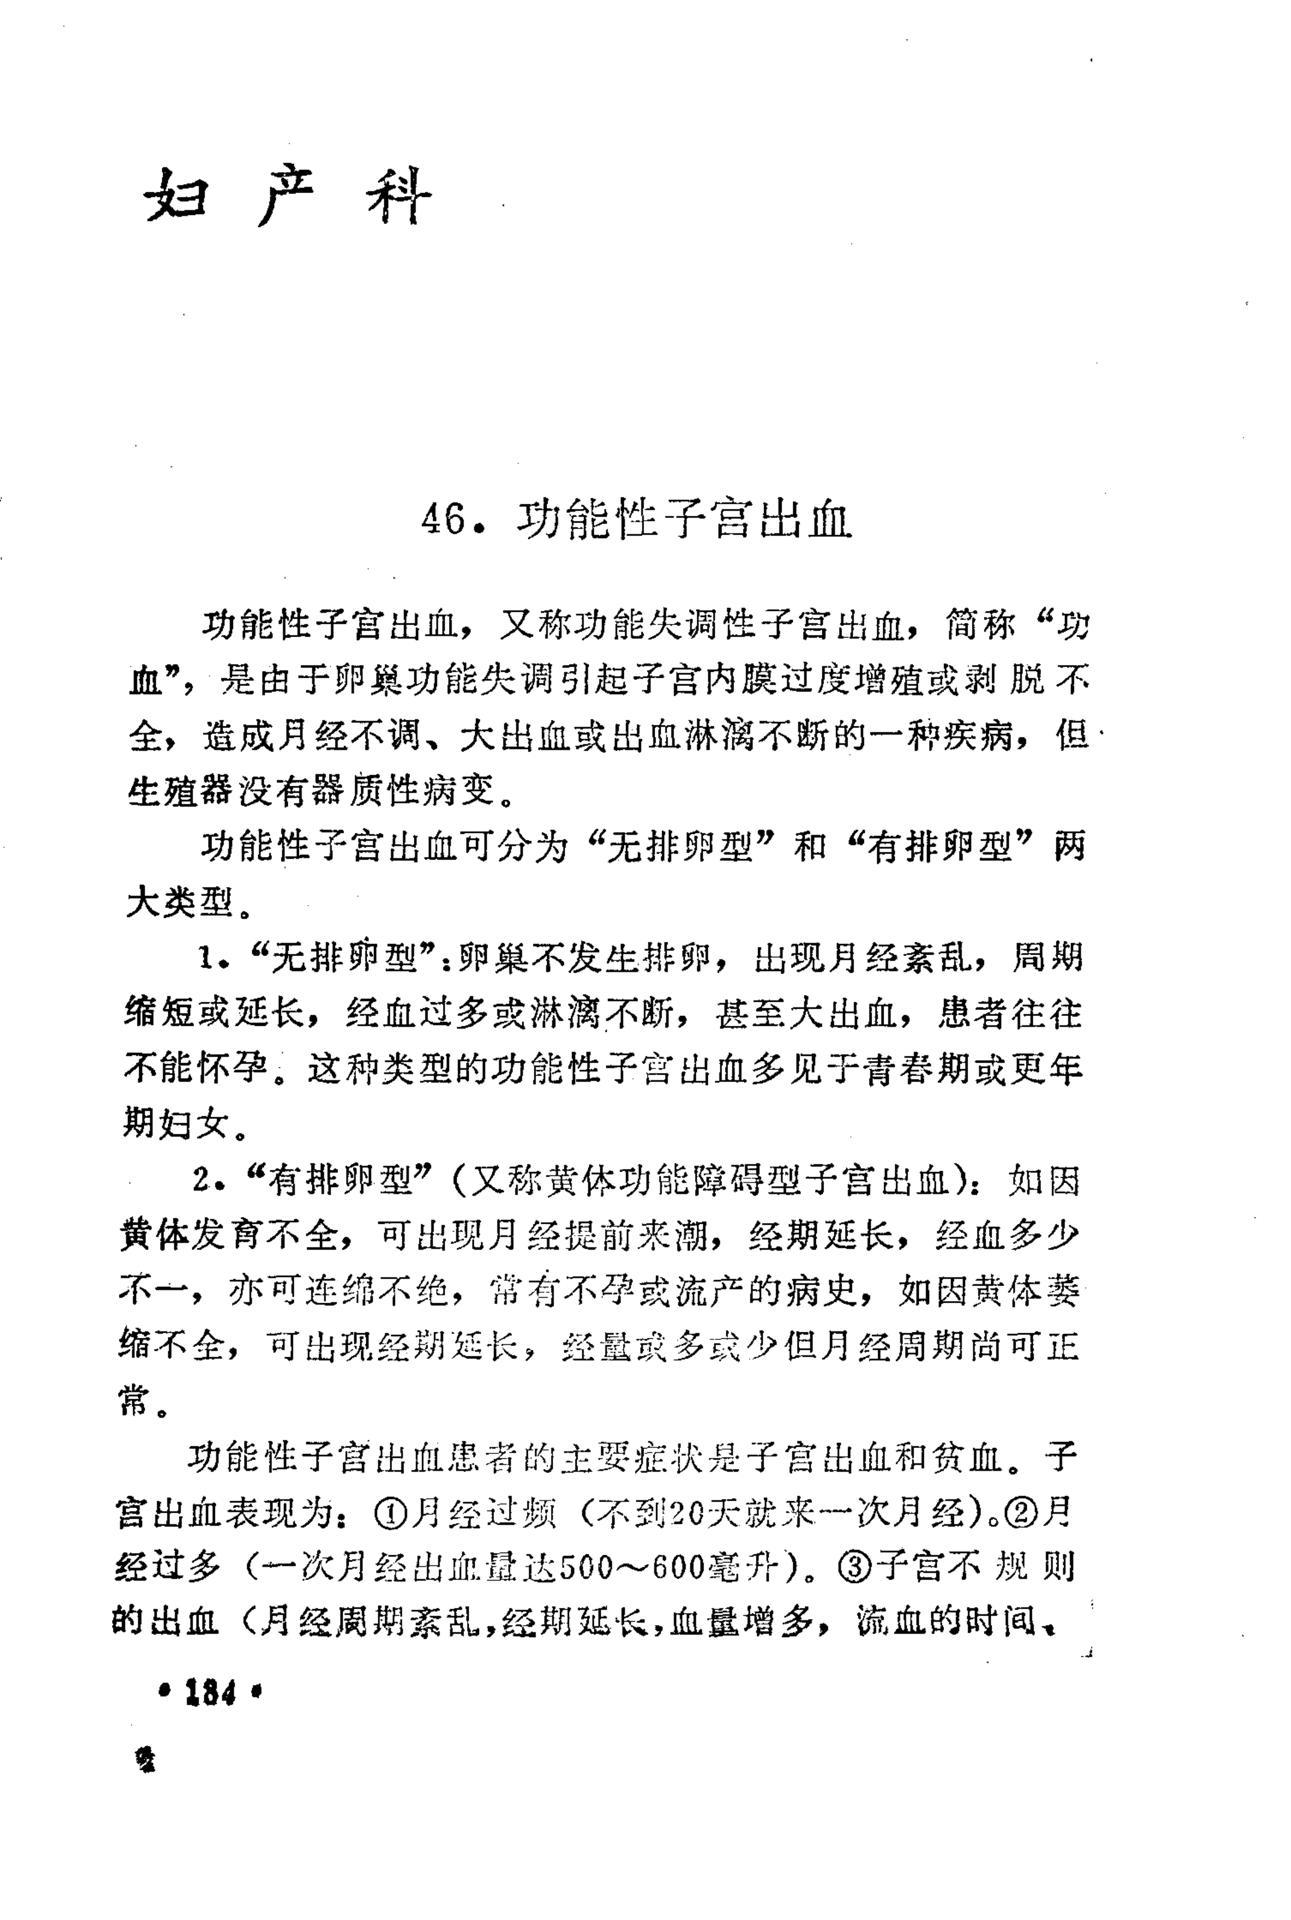 妇产科
46．功能性子宫出血
功能性子宫出血，又称功能失调性子宫出血，简称“功
血”，是由于卵巢功能失调引起子宫内膜过度增殖或剥脱不
全，造成月经不调、大出血或出血淋漓不断的一种疾病，但
生殖器没有器质性病变。
功能性子宫出血可分为“无排卵型”和“有排卵型”两
大类型。
1．“无排卵型”：卵巢不发生排卵，出现月经紊乱，周期
缩短或延长，经血过多或淋漓不断，甚至大出血，患者往往
不能怀孕。这种类型的功能性子宫出血多见于青春期或更年
期妇女。
2．“有排卵型”（又称黄体功能障碍型子宫出血）：如因
黄体发育不全，可出现月经提前来潮，经期延长，经血多少
不一，亦可连绵不绝，常有不孕或流产的病史，如因黄体萎
缩不全，可出现经期延长，经量或多或少但月经周期尚可正
常。
功能性子宫出血患者的主要症状是子宫出血和贫血。子
宫出血表现为：①月经过频（不到20天就来一次月经）。②月
经过多（一次月经出血量达500～600毫升）。③子宫不规则
的出血（月经周期紊乱，经期延长，血量增多，流血的时间、
•184•